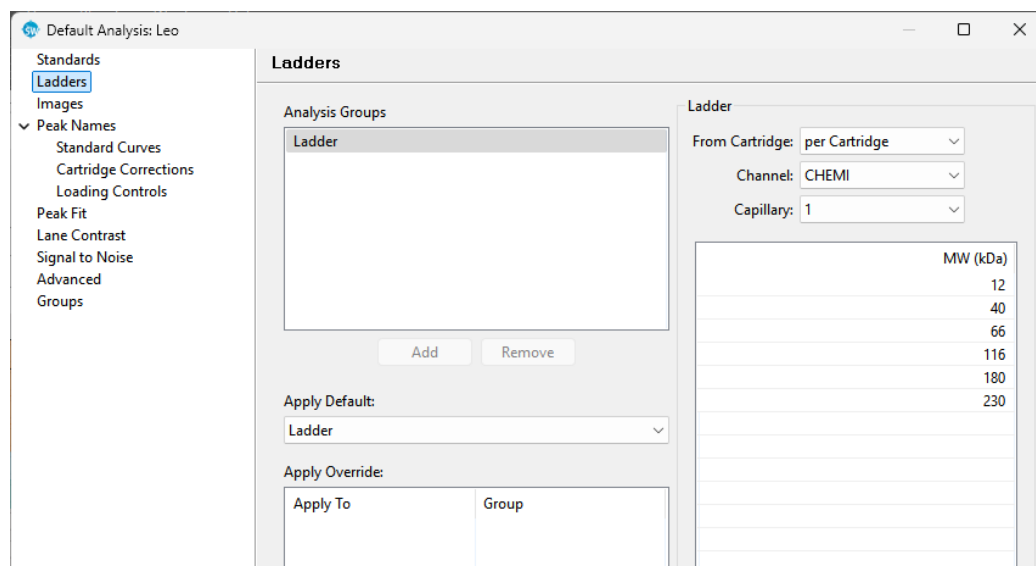 SW Default Analysis: Leo
Standards
Ladders
Images
Peak Names
Standard Curves
Cartridge Corrections
Loading Controls
Peak Fit
Lane Contrast
Signal to Noise
Advanced
Groups
Ladders
Analysis Groups
Ladder
Add Remove
Apply Default:
Ladder
Apply Override:
Apply To Group
Ladder
From Cartridge: per Cartridge
Channel: CHEMI
Capillary: 1
MW (kDa)
12
40
66
116
180
230